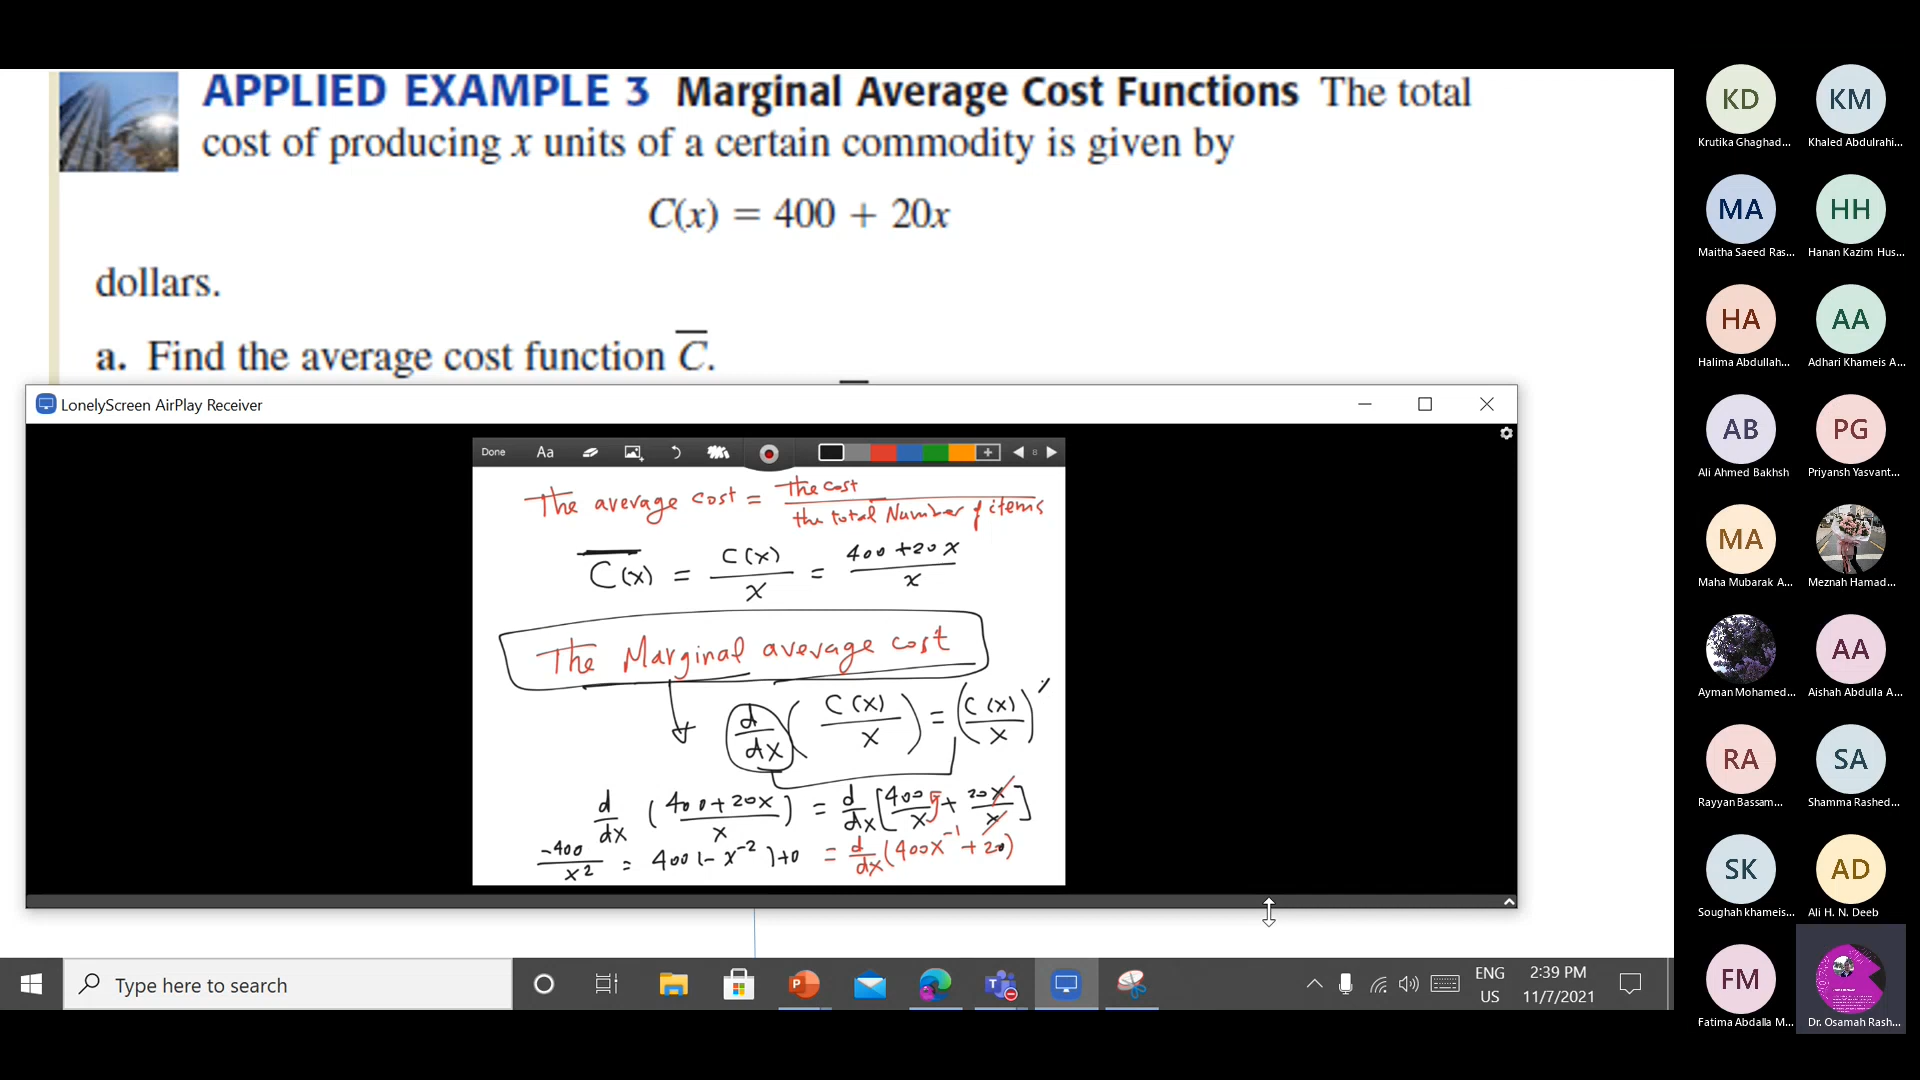 APPLIED EXAMPLE 3 Marginal Average Cost Functions The total
cost of producing x units of a certain commodity is given by
C(x) = 400 + 20x
dollars.
a. Find the average cost function C̅.
LonelyScreen AirPlay Receiver
Done Aa 8
The average cost = The cost / the total Number of items
C̅(x) = C(x)/x = 400+20x/x
The Marginal average cost
d/dx (C(x)/x) = (C(x)/x)'
d/dx (400+20x/x) = d/dx [400/x + 20x/x]
-400/x² = 400(-x⁻²)+0 = d/dx (400x⁻¹ + 20)
Type here to search
ENG 2:39 PM
US 11/7/2021
KD KM
Krutika Ghaghad... Khaled Abdulrahi...
MA HH
Maitha Saeed Ras... Hanan Kazim Hus...
HA AA
Halima Abdullah... Adhari Khameis A...
AB PG
Ali Ahmed Bakhsh Priyansh Yasvant...
MA
Maha Mubarak A... Meznah Hamad...
AA
Ayman Mohamed... Aishah Abdulla A...
RA SA
Rayyan Bassam... Shamma Rashed...
SK AD
Soughah khameis... Ali H. N. Deeb
FM
Fatima Abdalla M... Dr. Osamah Rash...